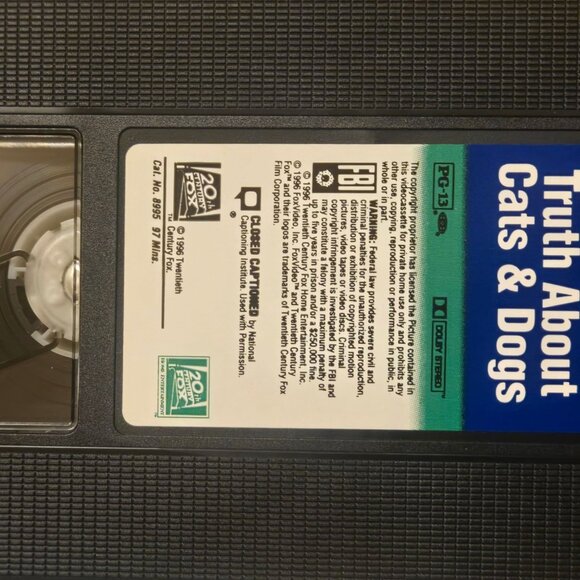 Truth About
Cats & Dogs
PG-13
DOLBY STEREO
The copyright proprietor has licensed the Picture contained in
this videocassette for private home use only and prohibits any
other use, copying, reproduction or performance in public, in
whole or in part.
FBI
WARNING: Federal law provides severe civil and
criminal penalties for the unauthorized reproduction,
distribution or exhibition of copyrighted motion
pictures, video tapes or video discs. Criminal
copyright infringement is investigated by the FBI and
may constitute a felony with a maximum penalty of
up to five years in prison and/or a $250,000 fine.
© 1996 Twentieth Century Fox Home Entertainment, Inc.
© 1996 FoxVideo, Inc. FoxVideo™ and Twentieth Century
Fox™ and their logos are trademarks of Twentieth Century Fox
Film Corporation.
® CLOSED CAPTIONED by National
Captioning Institute. Used with Permission.
20th
CENTURY
FOX
™
© 1996 Twentieth
Century Fox.
20th
CENTURY
FOX
HOME ENTERTAINMENT
Cat. No. 8995 97 Mins.